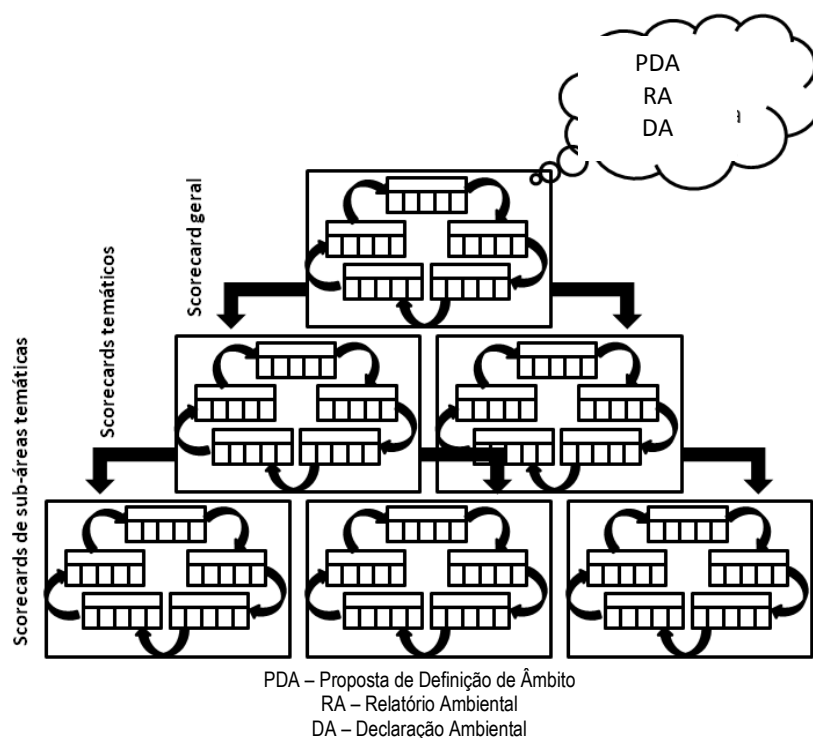 PDA
RA
DA
Scorecard geral
Scorecards temáticos
Scorecards de sub-áreas temáticas
PDA – Proposta de Definição de Âmbito
RA – Relatório Ambiental
DA – Declaração Ambiental